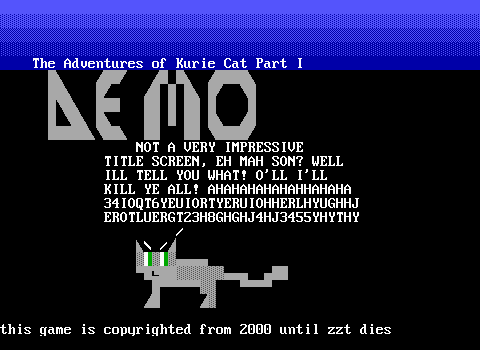 The Adventures of Kurie Cat Part I
DEMO
NOT A VERY IMPRESSIVE
TITLE SCREEN, EH MAH SON? WELL
ILL TELL YOU WHAT! O'LL I'LL
KILL YE ALL! AHAHAHAHAHAHHAHAHA
34IOQT6YEUIORTYERUIOHHERLHYUGHHJ
EROTLUERGT23H8GHGHJ4HJ3455YHYTHY
this game is copyrighted from 2000 until zzt dies